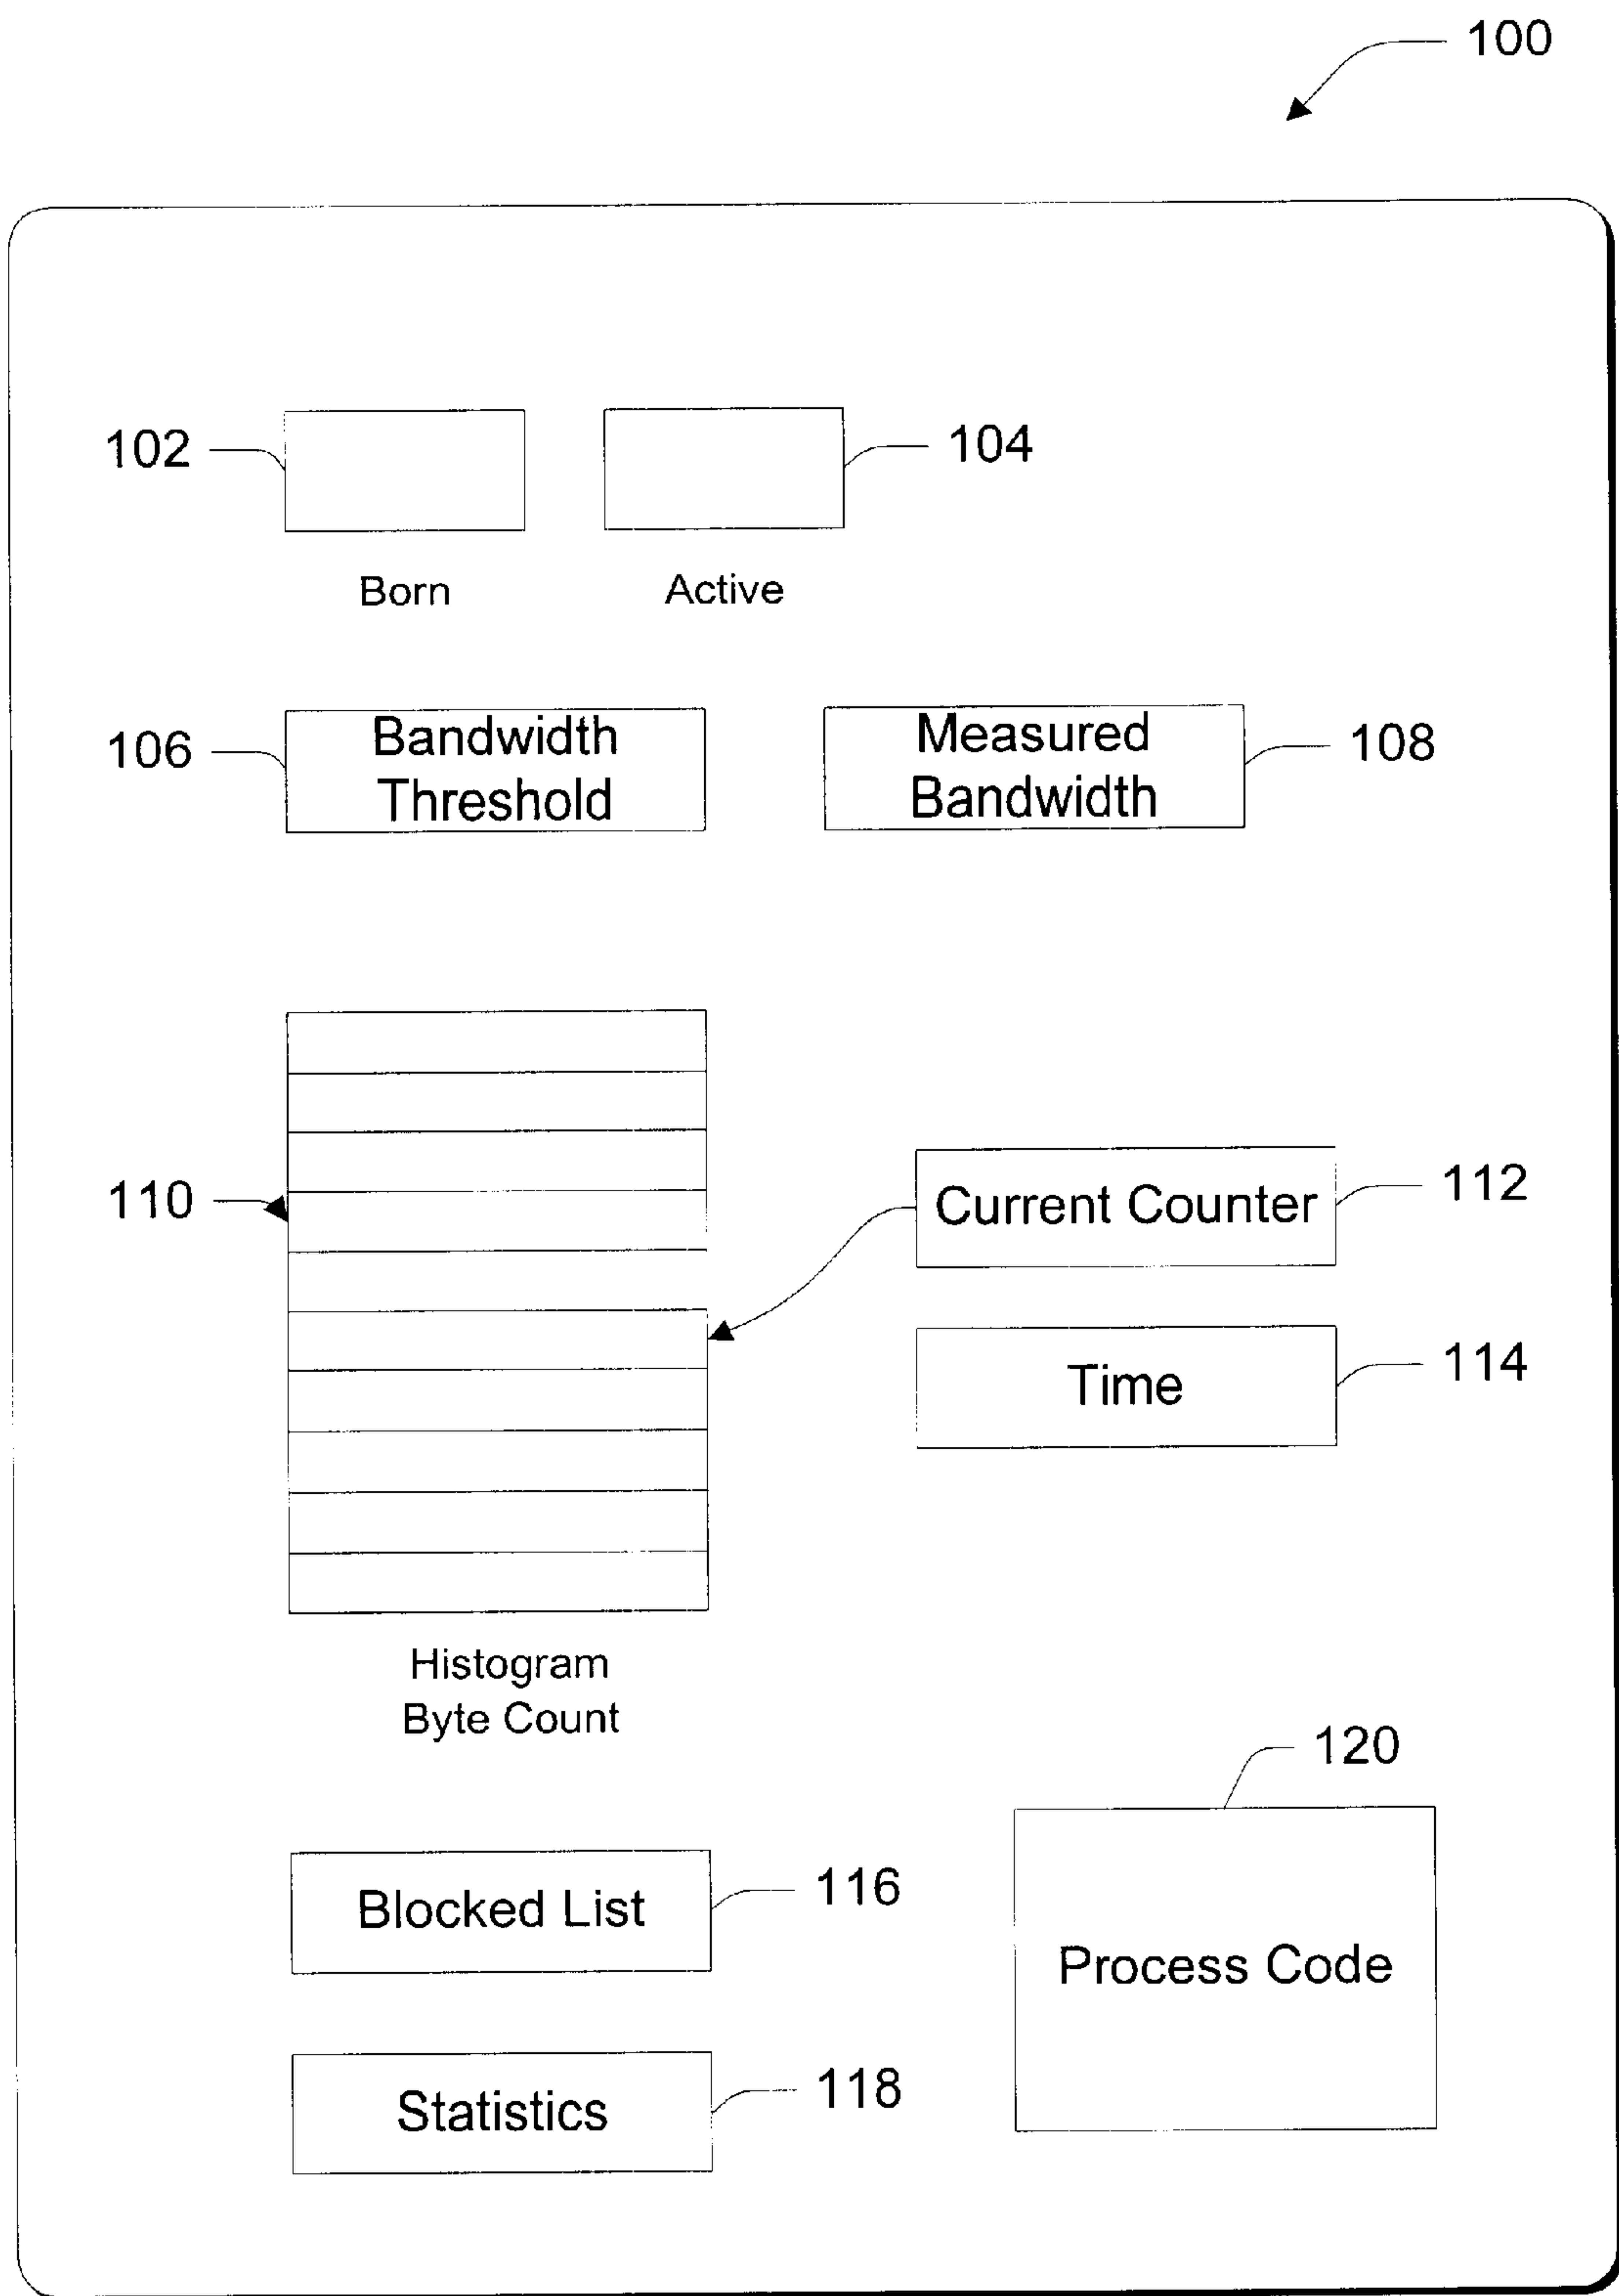 100
102
104
Born
Active
106
Bandwidth
Threshold
Measured
Bandwidth
108
110
Current Counter
112
Time
114
Histogram
Byte Count
120
Blocked List
116
Process Code
Statistics
118